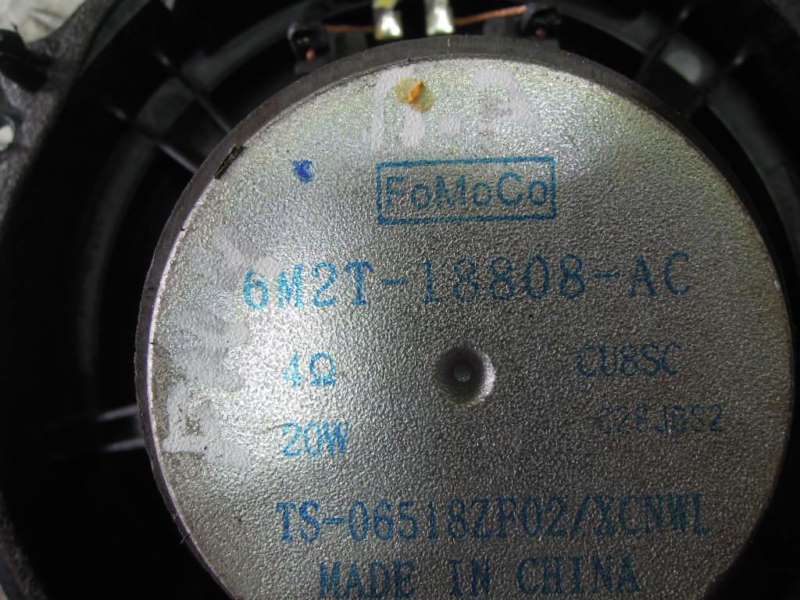 FoMoCo
6M2T-18808-AC
4Ω
CU8SC
20W
TS-06518ZF02/XCNWL
MADE IN CHINA